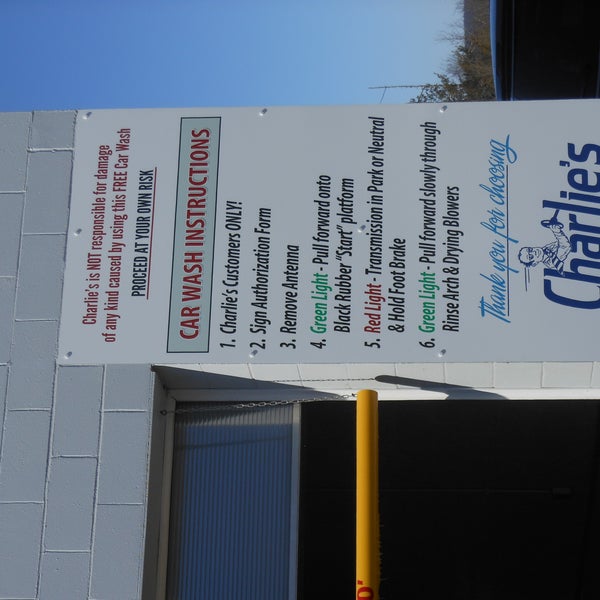 Charlie's is NOT responsible for damage
of any kind caused by using this FREE Car Wash
PROCEED AT YOUR OWN RISK
CAR WASH INSTRUCTIONS
1. Charlie's Customers ONLY!
2. Sign Authorization Form
3. Remove Antenna
4. Green Light - Pull forward onto
Black Rubber "Start" platform
5. Red Light - Transmission in Park or Neutral
& Hold Foot Brake
6. Green Light - Pull forward slowly through
Rinse Arch & Drying Blowers
Thank you for choosing
Charlie's